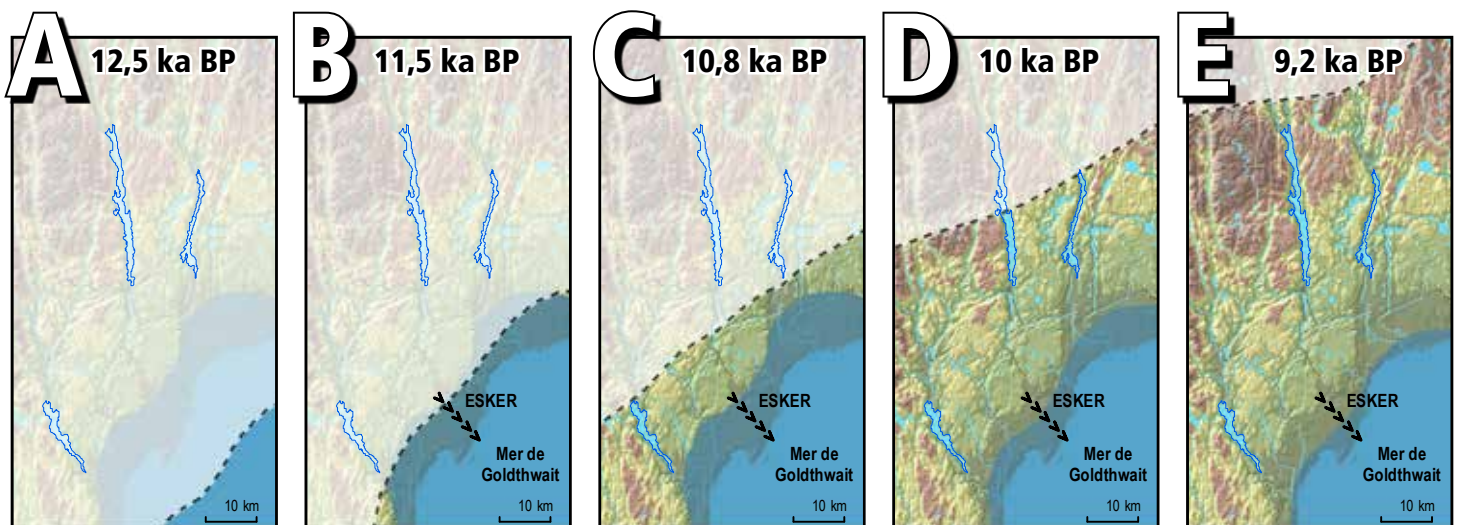 A 12,5 ka BP
10 km
B 11,5 ka BP
ESKER
Mer de
Goldthwait
10 km
C 10,8 ka BP
ESKER
Mer de
Goldthwait
10 km
D 10 ka BP
ESKER
Mer de
Goldthwait
10 km
E 9,2 ka BP
ESKER
Mer de
Goldthwait
10 km